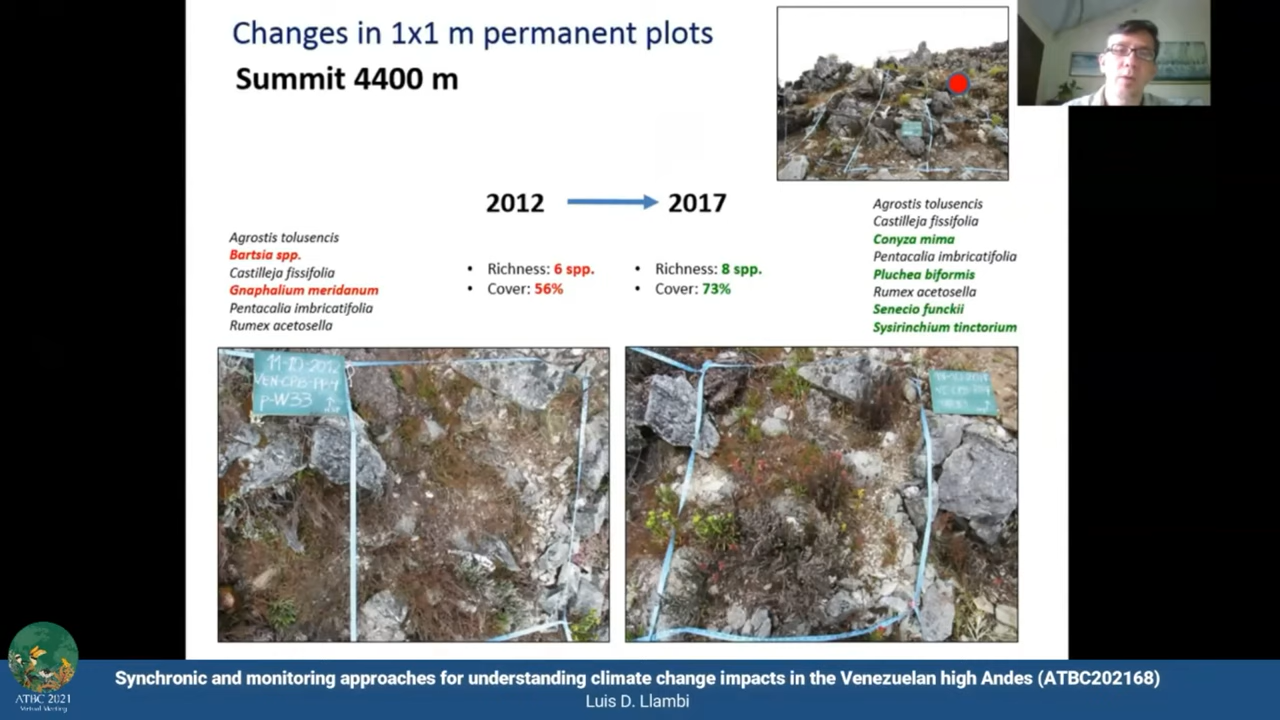 Changes in 1x1 m permanent plots
Summit 4400 m
2012
2017
Agrostis tolusencis
Bartsia spp.
Castilleja fissifolia
Gnaphalium meridanum
Pentacalia imbricatifolia
Rumex acetosella
• Richness: 6 spp.
• Cover: 56%
• Richness: 8 spp.
• Cover: 73%
Agrostis tolusencis
Castilleja fissifolia
Conyza mima
Pentacalia imbricatifolia
Pluchea biformis
Rumex acetosella
Senecio funckii
Sysirinchium tinctorium
P-W33
ATBC 2021
Virtual Meeting
Synchronic and monitoring approaches for understanding climate change impacts in the Venezuelan high Andes (ATBC202168)
Luis D. Llambi